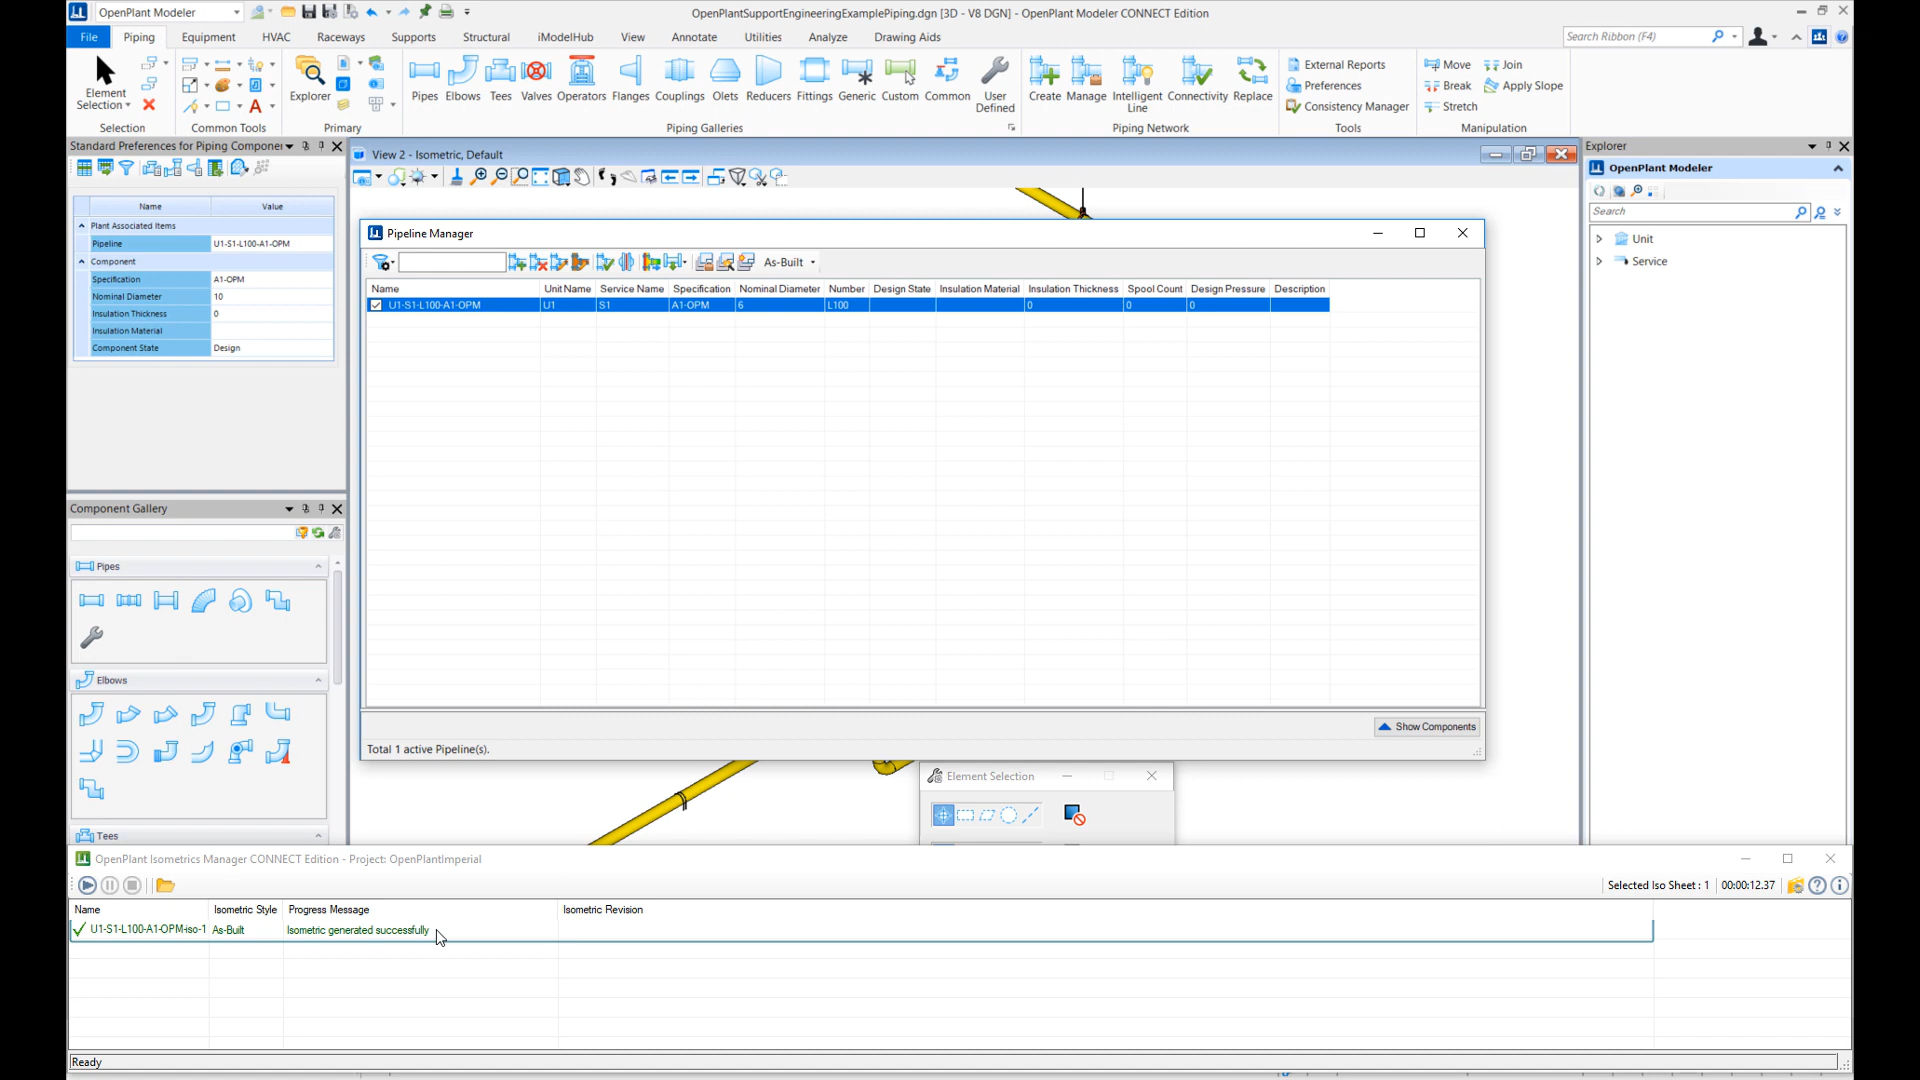 OpenPlant Modeler
OpenPlantSupportEngineeringExamplePiping.dgn [3D - V8 DGN] - OpenPlant Modeler CONNECT Edition
File Piping Equipment HVAC Raceways Supports Structural iModelHub View Annotate Utilities Analyze Drawing Aids
Search Ribbon (F4)
Element Selection
Explorer
Pipes Elbows Tees Valves Operators Flanges Couplings Olets Reducers Fittings Generic Custom Common User Defined
Create Manage Intelligent Line Connectivity Replace
External Reports
Preferences
Consistency Manager
Move Join
Break Apply Slope
Stretch
Selection Common Tools Primary Piping Galleries Piping Network Tools Manipulation
Standard Preferences for Piping Componer
Name Value
Plant Associated Items
Pipeline U1-S1-L100-A1-OPM
Component
Specification A1-OPM
Nominal Diameter 10
Insulation Thickness 0
Insulation Material
Component State Design
Component Gallery
Pipes
Elbows
Tees
View 2 - Isometric, Default
Pipeline Manager
As-Built
Name Unit Name Service Name Specification Nominal Diameter Number Design State Insulation Material Insulation Thickness Spool Count Design Pressure Description
U1-S1-L100-A1-OPM U1 S1 A1-OPM 6 L100 0 0 0
Show Components
Total 1 active Pipeline(s).
Element Selection
Explorer
OpenPlant Modeler
Search
Unit
Service
OpenPlant Isometrics Manager CONNECT Edition - Project: OpenPlantImperial
Selected Iso Sheet : 1 00:00:12.37
Name Isometric Style Progress Message Isometric Revision
U1-S1-L100-A1-OPM-iso-1 As-Built Isometric generated successfully
Ready